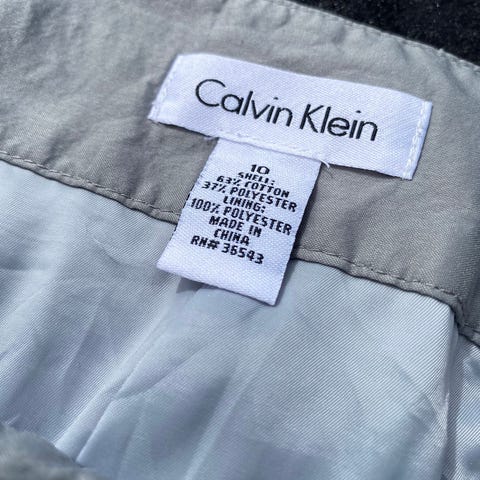 Calvin Klein
10
SHELL:
63% COTTON
37% POLYESTER
LINING:
100% POLYESTER
MADE IN
CHINA
RN# 36543